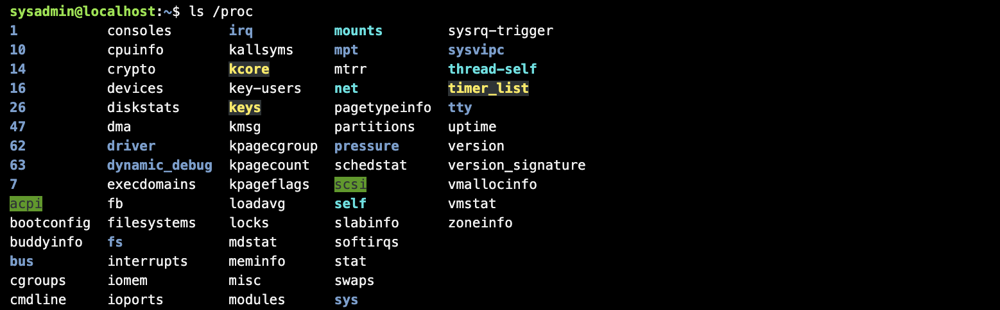 sysadmin@localhost:~$ ls /proc
1 consoles irq mounts sysrq-trigger
10 cpuinfo kallsyms mpt sysvipc
14 crypto kcore mtrr thread-self
16 devices key-users net timer_list
26 diskstats keys pagetypeinfo tty
47 dma kmsg partitions uptime
62 driver kpagecgroup pressure version
63 dynamic_debug kpagecount schedstat version_signature
7 execdomains kpageflags scsi vmallocinfo
acpi fb loadavg self vmstat
bootconfig filesystems locks slabinfo zoneinfo
buddyinfo fs mdstat softirqs
bus interrupts meminfo stat
cgroups iomem misc swaps
cmdline ioports modules sys